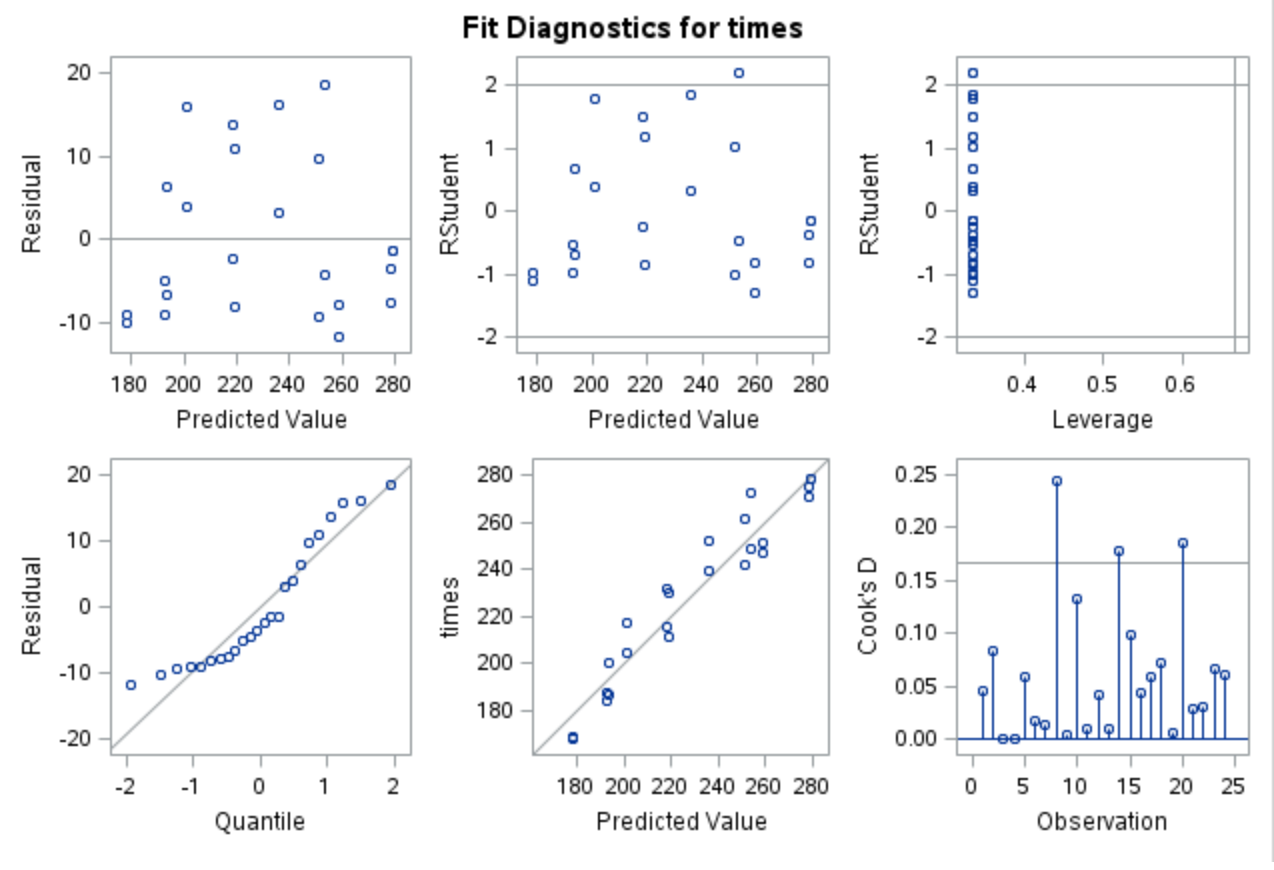 Fit Diagnostics for times
20
10
0
-10
Residual
180 200 220 240 260 280
Predicted Value
2
1
0
-1
-2
RStudent
180 200 220 240 260 280
Predicted Value
2
1
0
-1
-2
RStudent
0.4 0.5 0.6
Leverage
20
10
0
-10
-20
Residual
-2 -1 0 1 2
Quantile
280
260
240
220
200
180
times
180 200 220 240 260 280
Predicted Value
0.25
0.20
0.15
0.10
0.05
0.00
Cook's D
0 5 10 15 20 25
Observation